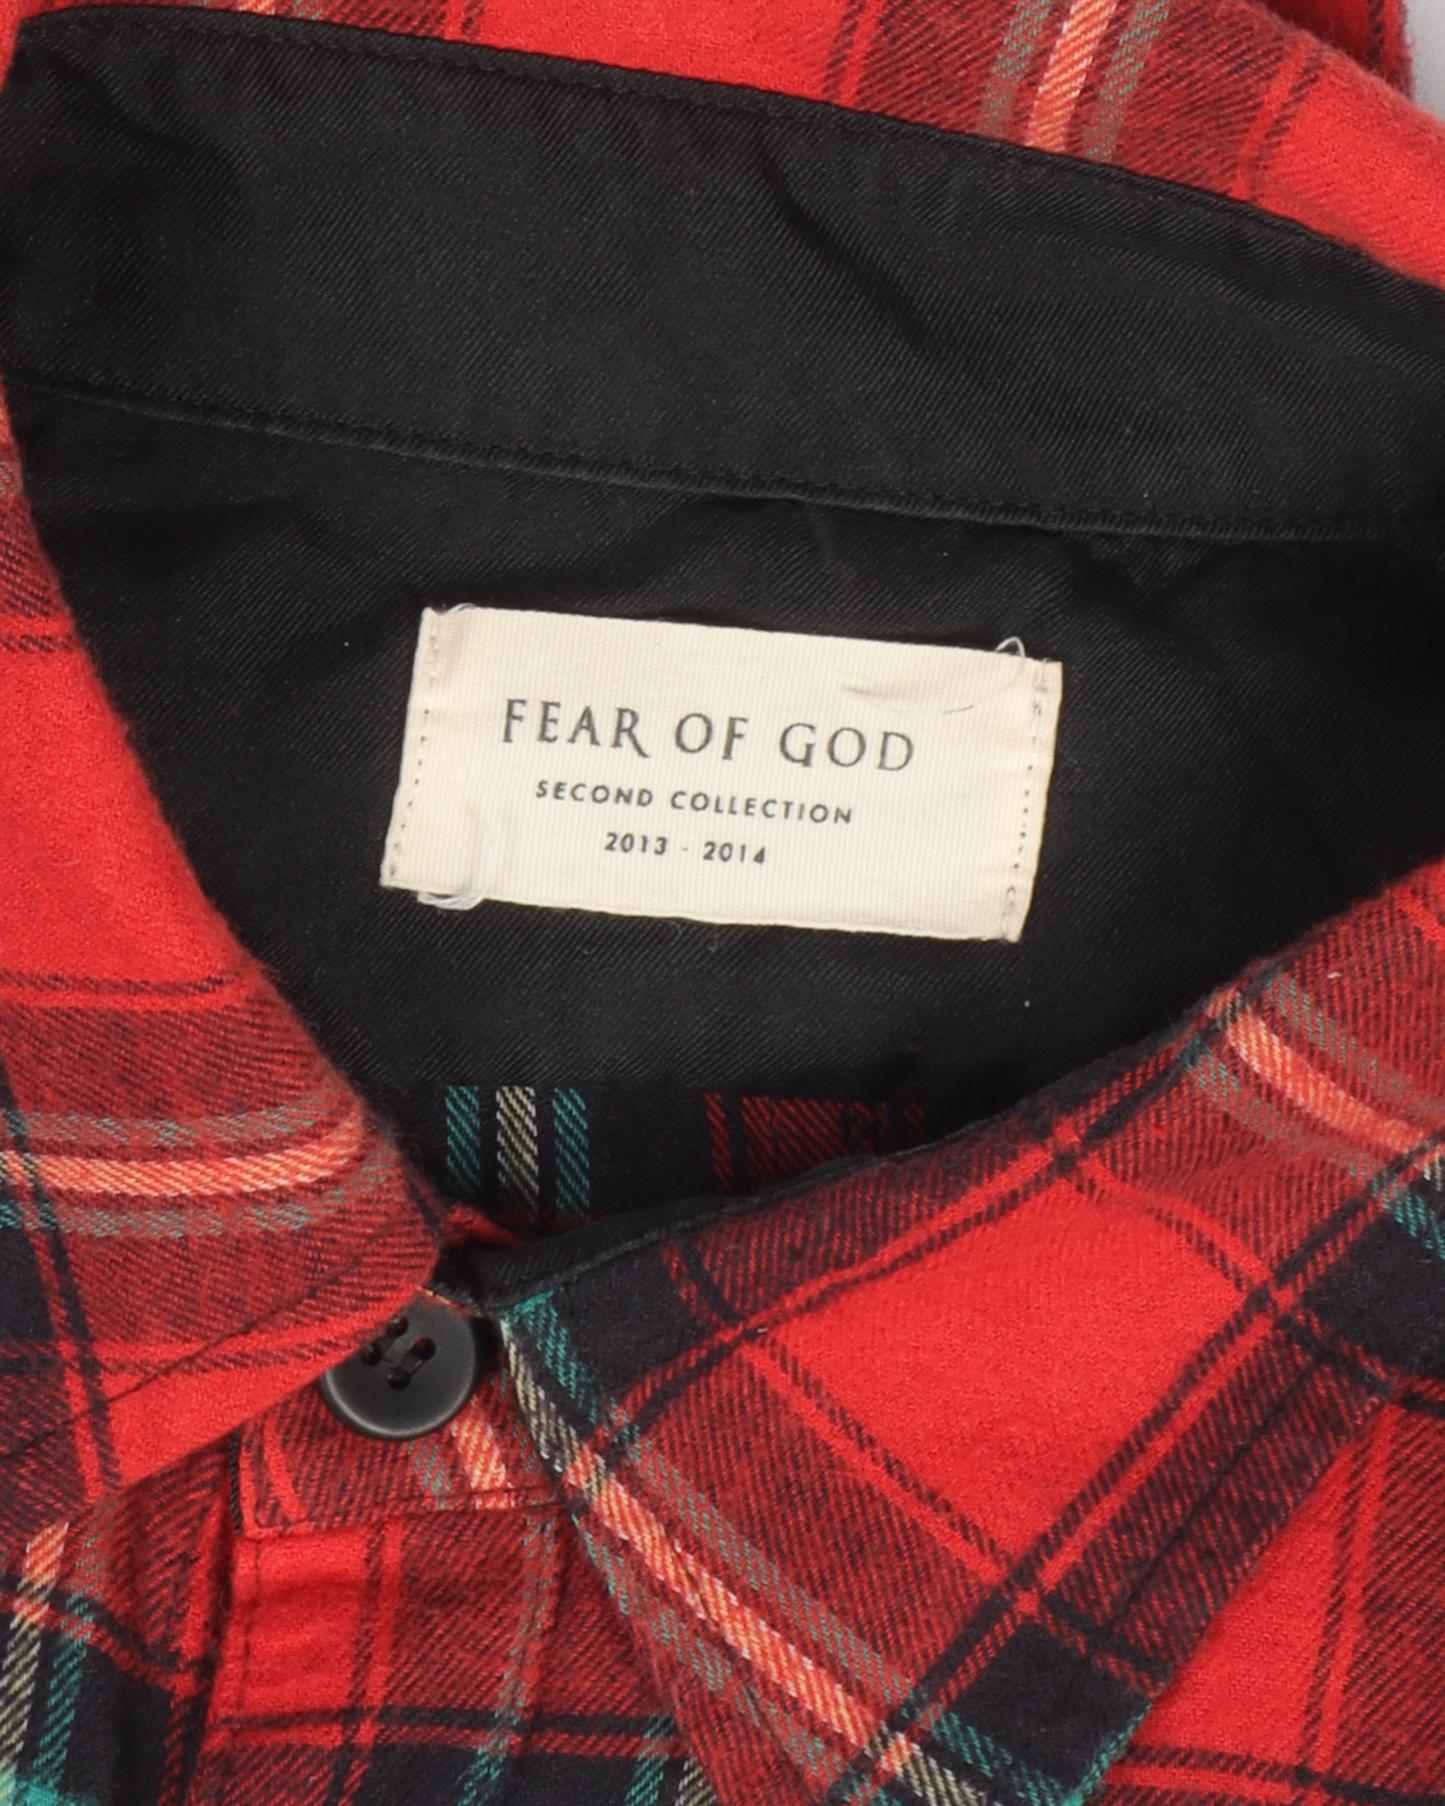 FEAR OF GOD
SECOND COLLECTION
2013 - 2014